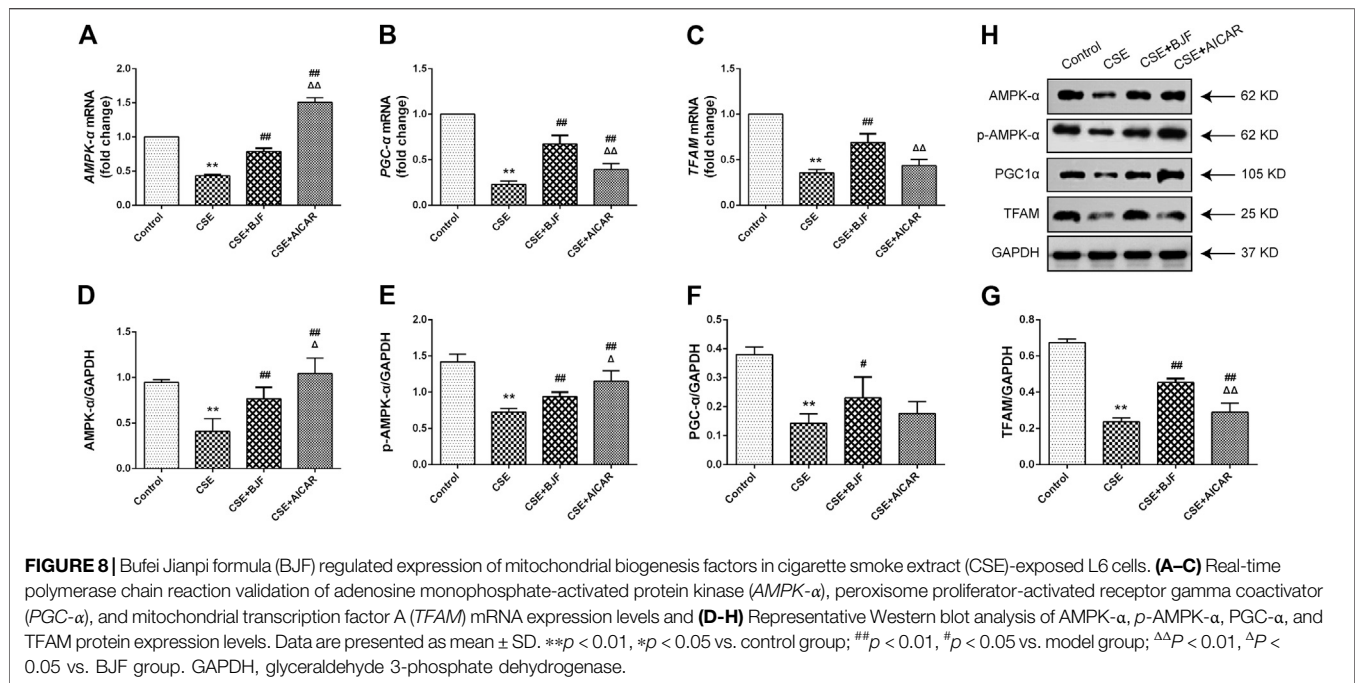 A
AMPK-α mRNA
(fold change)
2.0
1.5
1.0
0.5
0.0
**
##
##
ΔΔ
Control
CSE
CSE+BJF
CSE+AICAR
B
PGC-α mRNA
(fold change)
1.5
1.0
0.5
0.0
**
##
##
ΔΔ
Control
CSE
CSE+BJF
CSE+AICAR
C
TFAM mRNA
(fold change)
1.5
1.0
0.5
0.0
**
##
ΔΔ
Control
CSE
CSE+BJF
CSE+AICAR
H
Control
CSE
CSE+BJF
CSE+AICAR
AMPK-α 62 KD
p-AMPK-α 62 KD
PGC1α 105 KD
TFAM 25 KD
GAPDH 37 KD
D
AMPK-α/GAPDH
1.5
1.0
0.5
0.0
**
##
##
Δ
Control
CSE
CSE+BJF
CSE+AICAR
E
p-AMPK-α/GAPDH
2.0
1.5
1.0
0.5
0.0
**
##
##
Δ
Control
CSE
CSE+BJF
CSE+AICAR
F
PGC-α/GAPDH
0.5
0.4
0.3
0.2
0.1
0.0
**
#
Control
CSE
CSE+BJF
CSE+AICAR
G
TFAM/GAPDH
0.8
0.6
0.4
0.2
0.0
**
##
##
ΔΔ
Control
CSE
CSE+BJF
CSE+AICAR
FIGURE 8 | Bufei Jianpi formula (BJF) regulated expression of mitochondrial biogenesis factors in cigarette smoke extract (CSE)-exposed L6 cells. (A–C) Real-time
polymerase chain reaction validation of adenosine monophosphate-activated protein kinase (AMPK-α), peroxisome proliferator-activated receptor gamma coactivator
(PGC-α), and mitochondrial transcription factor A (TFAM) mRNA expression levels and (D-H) Representative Western blot analysis of AMPK-α, p-AMPK-α, PGC-α, and
TFAM protein expression levels. Data are presented as mean ± SD. **p < 0.01, *p < 0.05 vs. control group; ##p < 0.01, #p < 0.05 vs. model group; ΔΔP < 0.01, ΔP <
0.05 vs. BJF group. GAPDH, glyceraldehyde 3-phosphate dehydrogenase.